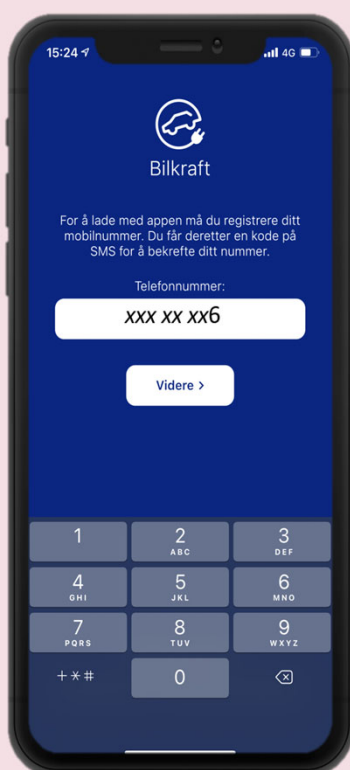 15:24
4G
Bilkraft
For å lade med appen må du registrere ditt
mobilnummer. Du får deretter en kode på
SMS for å bekrefte ditt nummer.
Telefonnummer:
xxx xx xx6
Videre >
1 2 3
ABC DEF
4 5 6
GHI JKL MNO
7 8 9
PQRS TUV WXYZ
+*# 0